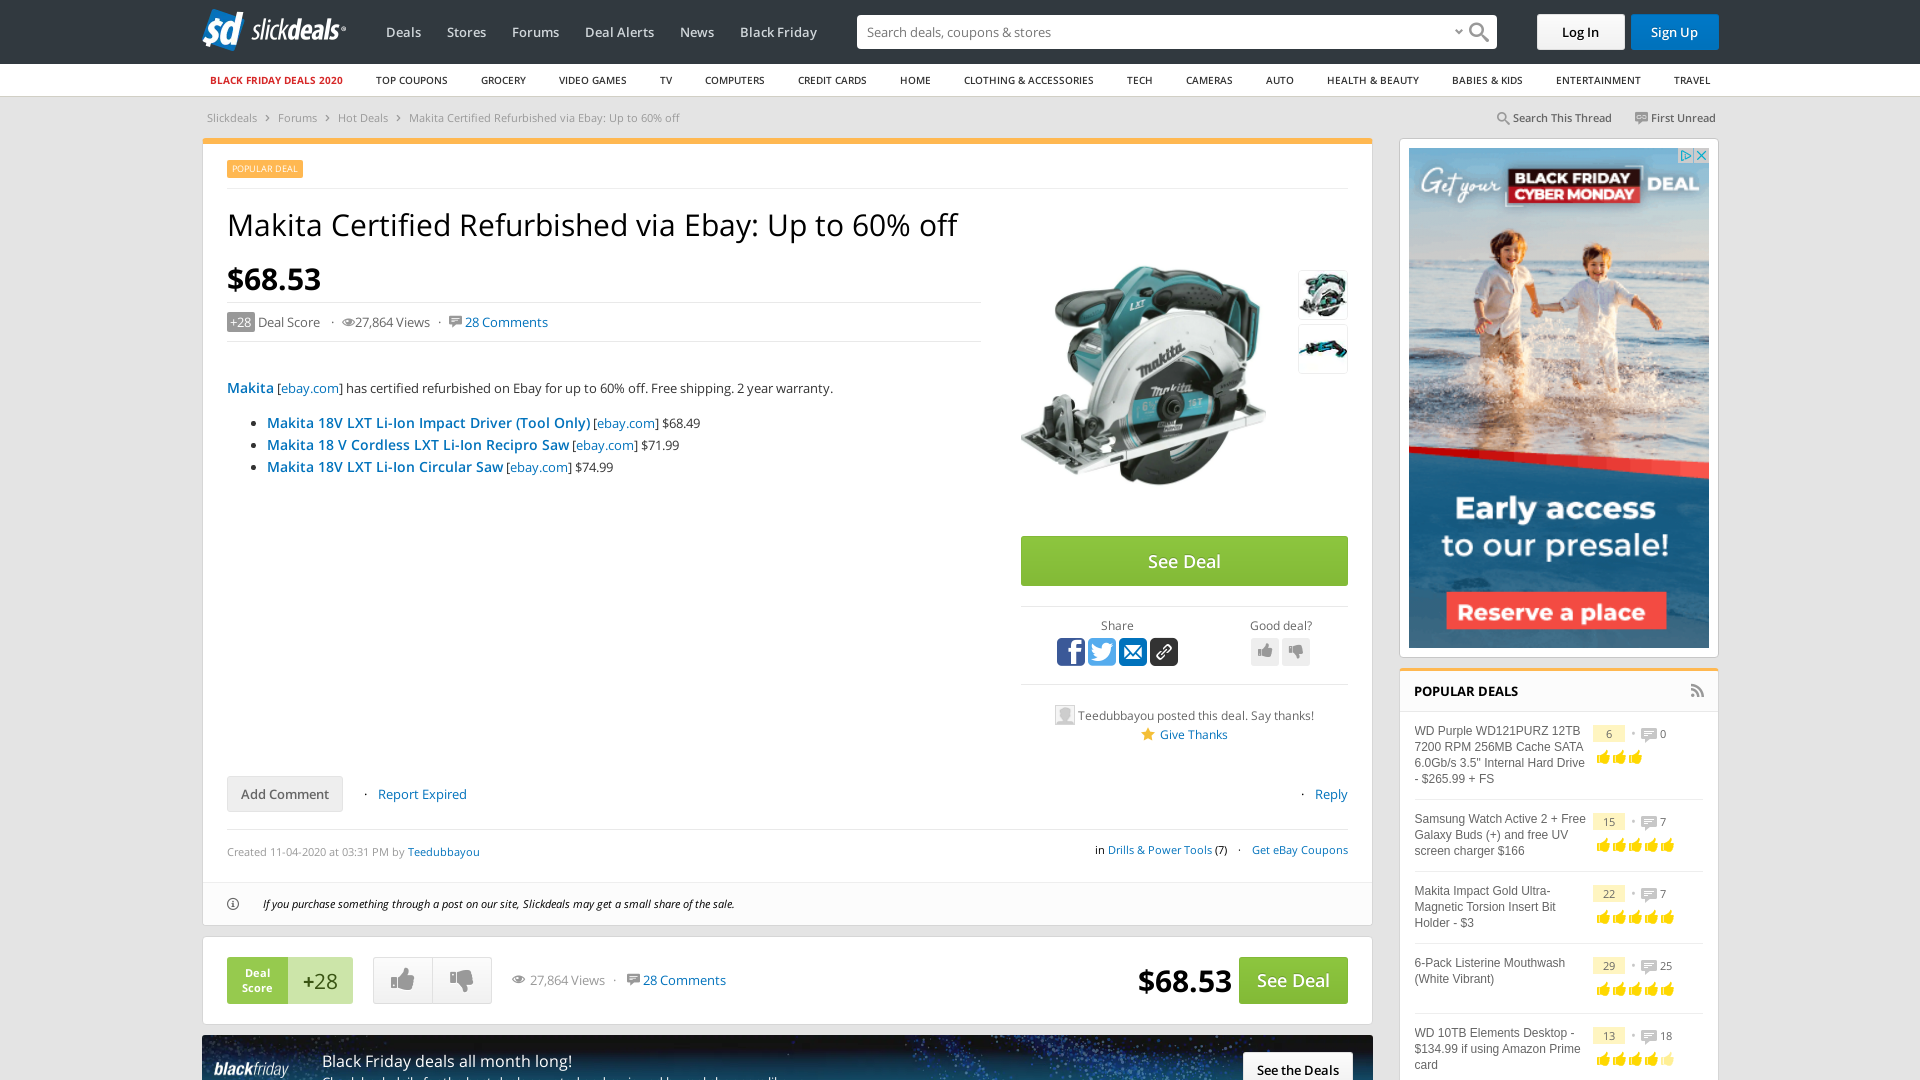 slickdeals
Deals
Stores
Forums
Deal Alerts
News
Black Friday
Search deals, coupons & stores
Log In
Sign Up
BLACK FRIDAY DEALS 2020
TOP COUPONS
GROCERY
VIDEO GAMES
TV
COMPUTERS
CREDIT CARDS
HOME
CLOTHING & ACCESSORIES
TECH
CAMERAS
AUTO
HEALTH & BEAUTY
BABIES & KIDS
ENTERTAINMENT
TRAVEL
Slickdeals › Forums › Hot Deals › Makita Certified Refurbished via Ebay: Up to 60% off
Search This Thread
First Unread
POPULAR DEAL
Makita Certified Refurbished via Ebay: Up to 60% off
$68.53
+28 Deal Score · 27,864 Views · 28 Comments
Makita [ebay.com] has certified refurbished on Ebay for up to 60% off. Free shipping. 2 year warranty.
• Makita 18V LXT Li-Ion Impact Driver (Tool Only) [ebay.com] $68.49
• Makita 18 V Cordless LXT Li-Ion Recipro Saw [ebay.com] $71.99
• Makita 18V LXT Li-Ion Circular Saw [ebay.com] $74.99
LXT
makita
makita
See Deal
Share
Good deal?
Teedubbayou posted this deal. Say thanks!
Give Thanks
Add Comment
· Report Expired
· Reply
Created 11-04-2020 at 03:31 PM by Teedubbayou
in Drills & Power Tools (7) · Get eBay Coupons
If you purchase something through a post on our site, Slickdeals may get a small share of the sale.
Deal
Score
+28
27,864 Views · 28 Comments
$68.53
See Deal
blackfriday
Black Friday deals all month long!
See the Deals
Get your
BLACK FRIDAY
CYBER MONDAY
DEAL
Early access
to our presale!
Reserve a place
POPULAR DEALS
WD Purple WD121PURZ 12TB
7200 RPM 256MB Cache SATA
6.0Gb/s 3.5" Internal Hard Drive
- $265.99 + FS
6 · 0
Samsung Watch Active 2 + Free
Galaxy Buds (+) and free UV
screen charger $166
15 · 7
Makita Impact Gold Ultra-
Magnetic Torsion Insert Bit
Holder - $3
22 · 7
6-Pack Listerine Mouthwash
(White Vibrant)
29 · 25
WD 10TB Elements Desktop -
$134.99 if using Amazon Prime
card
13 · 18